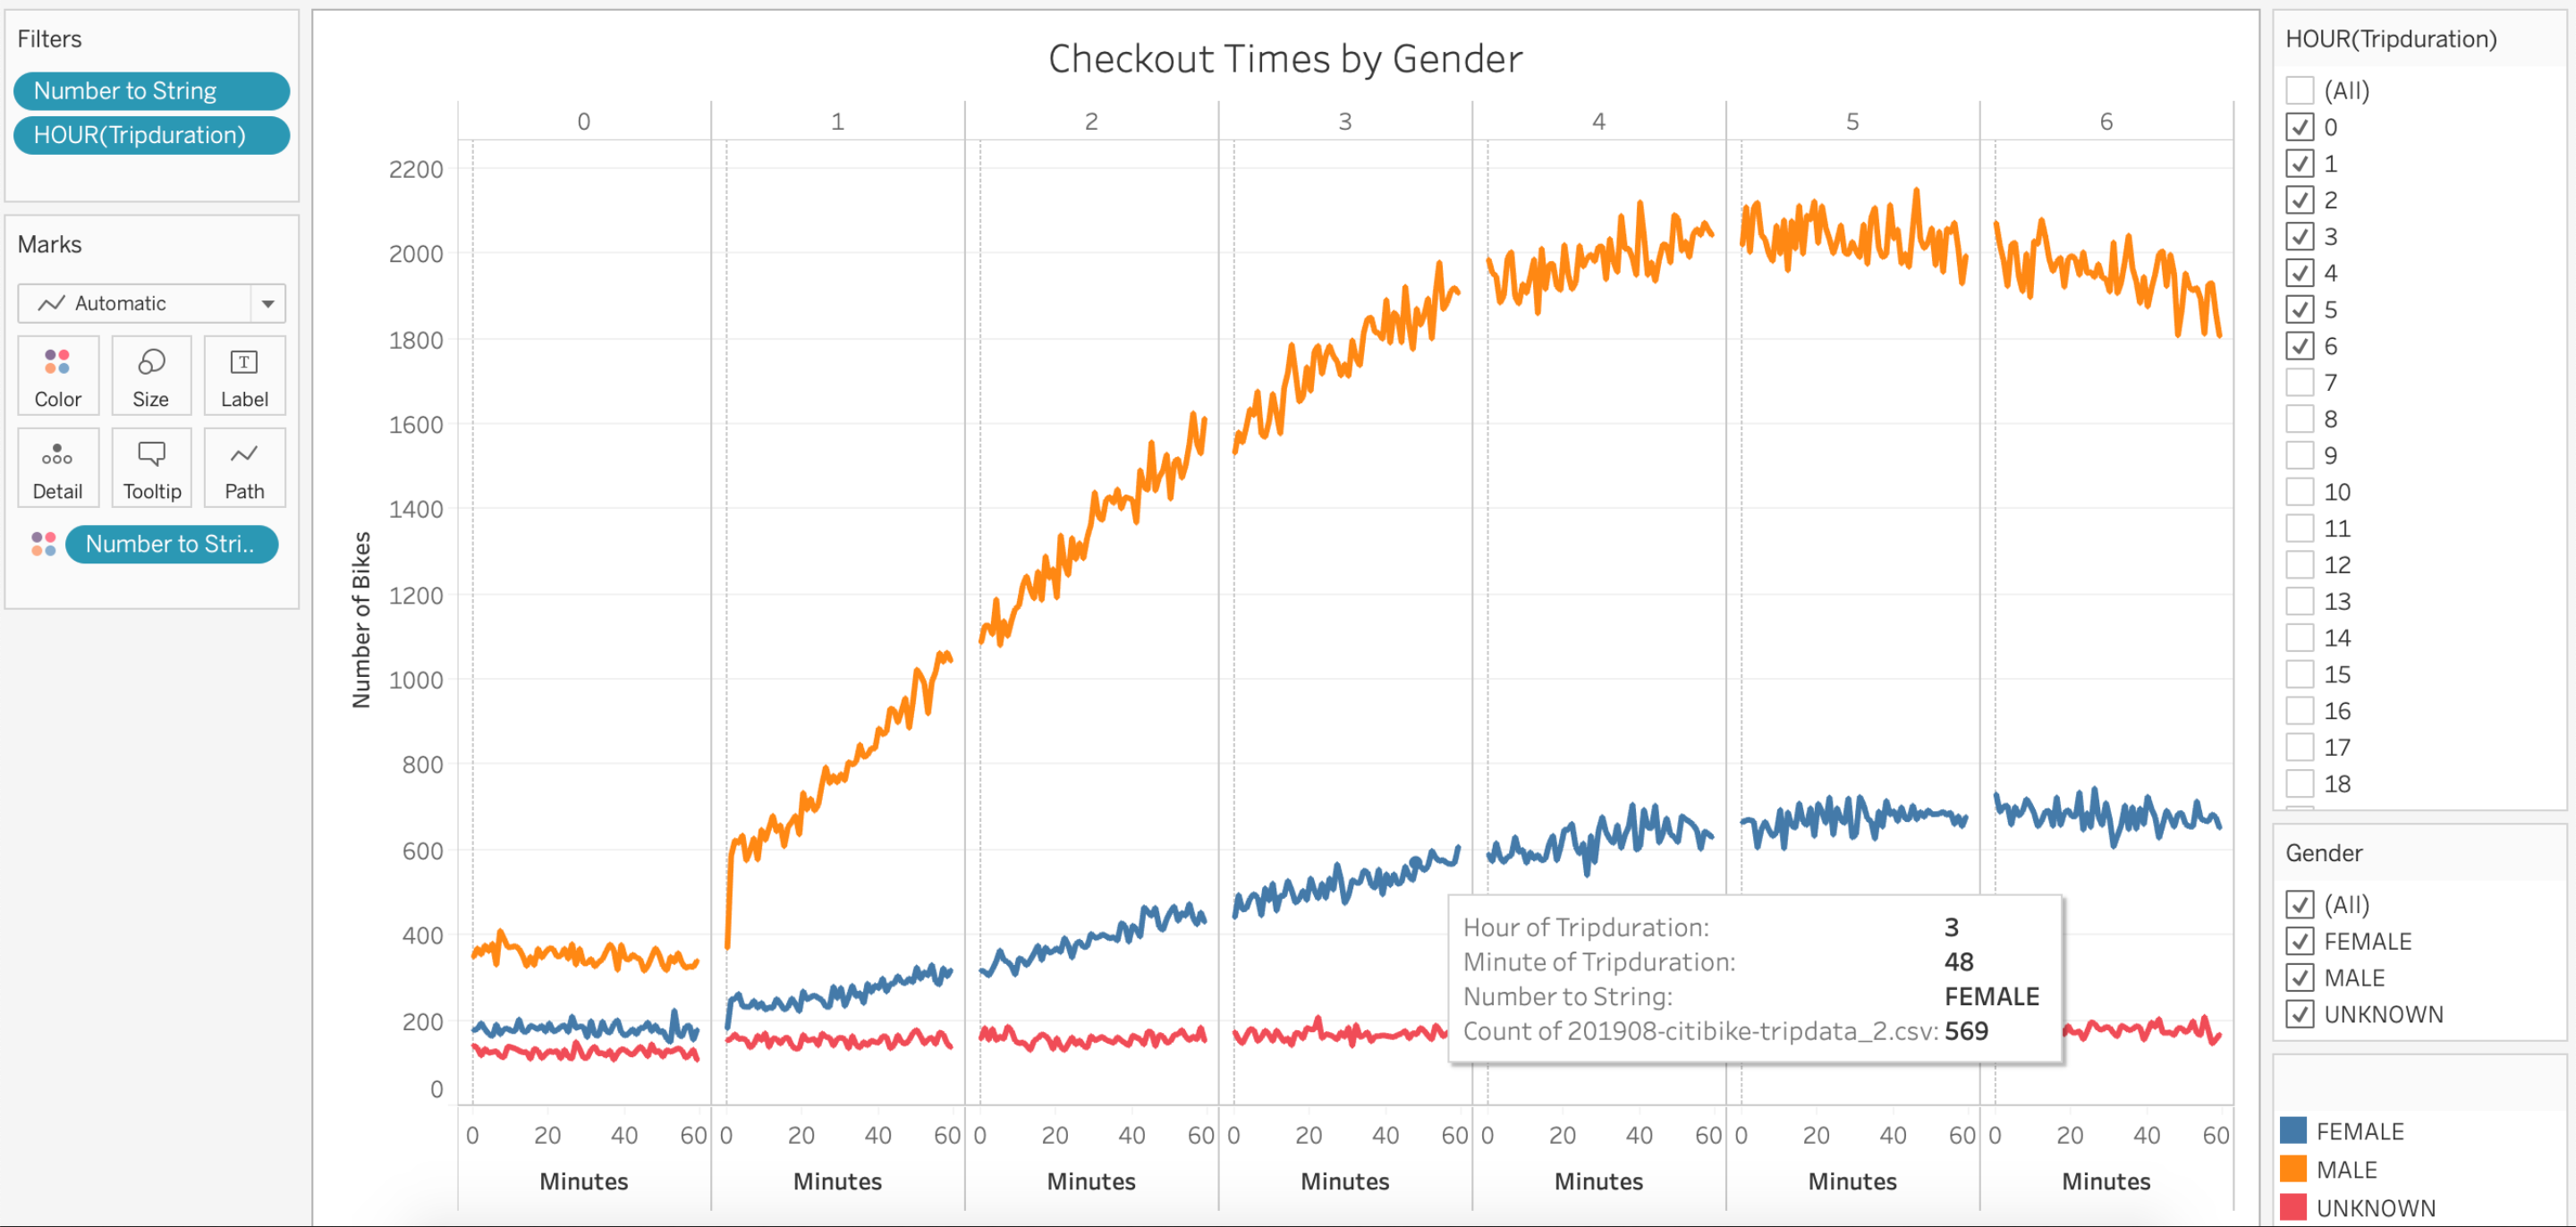 Filters
Number to String
HOUR(Tripduration)
Marks
Automatic
Color Size Label
Detail Tooltip Path
Number to Stri..
Checkout Times by Gender
0 1 2 3 4 5 6
Number of Bikes
2200
2000
1800
1600
1400
1200
1000
800
600
400
200
0
0 20 40 60 0 20 40 60 0 20 40 60 0 20 40 60 0 20 40 60 0 20 40 60 0 20 40 60
Minutes Minutes Minutes Minutes Minutes Minutes Minutes
Hour of Tripduration: 3
Minute of Tripduration: 48
Number to String: FEMALE
Count of 201908-citibike-tripdata_2.csv: 569
HOUR(Tripduration)
(All)
0
1
2
3
4
5
6
7
8
9
10
11
12
13
14
15
16
17
18
Gender
(All)
FEMALE
MALE
UNKNOWN
FEMALE
MALE
UNKNOWN